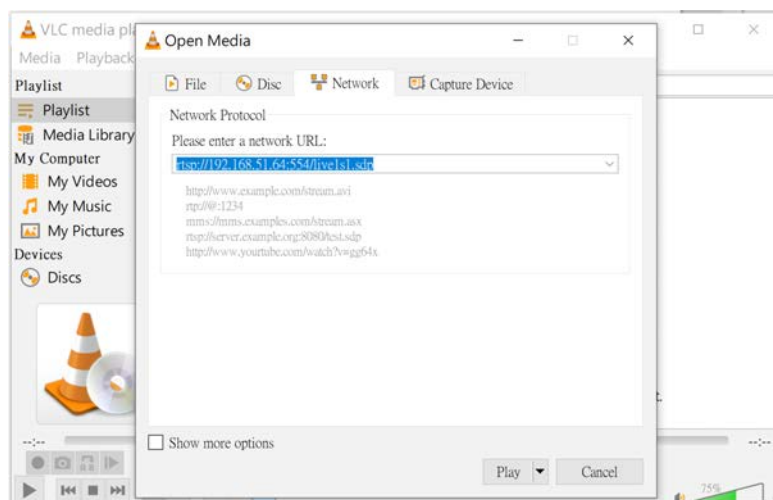 VLC media pla
Media Playback
Playlist
Playlist
Media Library
My Computer
My Videos
My Music
My Pictures
Devices
Discs
Open Media
File Disc Network Capture Device
Network Protocol
Please enter a network URL:
rtsp://192.168.51.64:554/live1s1.sdp
http://www.example.com/stream.avi
rtp://@:1234
mms://mms.examples.com/stream.asx
rtsp://server.example.org:8080/test.sdp
http://www.yourtube.com/watch?v=gg64x
t.
Show more options
Play Cancel
--:-- --:--
75%